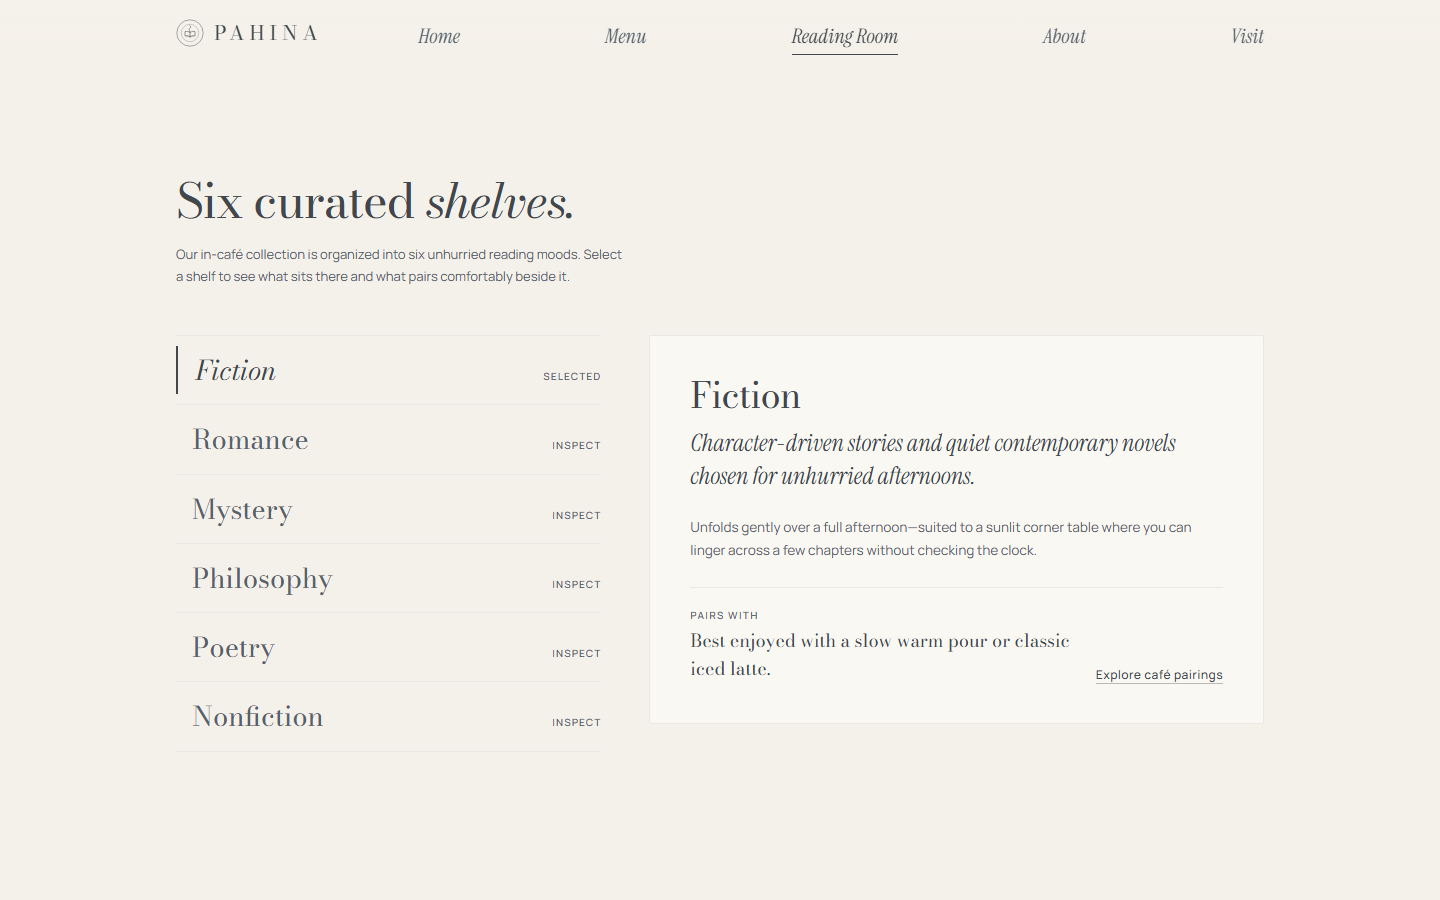 PAHINA
Home
Menu
Reading Room
About
Visit
Six curated shelves.
Our in-café collection is organized into six unhurried reading moods. Select
a shelf to see what sits there and what pairs comfortably beside it.
Fiction
SELECTED
Romance
INSPECT
Mystery
INSPECT
Philosophy
INSPECT
Poetry
INSPECT
Nonfiction
INSPECT
Fiction
Character-driven stories and quiet contemporary novels
chosen for unhurried afternoons.
Unfolds gently over a full afternoon—suited to a sunlit corner table where you can
linger across a few chapters without checking the clock.
PAIRS WITH
Best enjoyed with a slow warm pour or classic
iced latte.
Explore café pairings